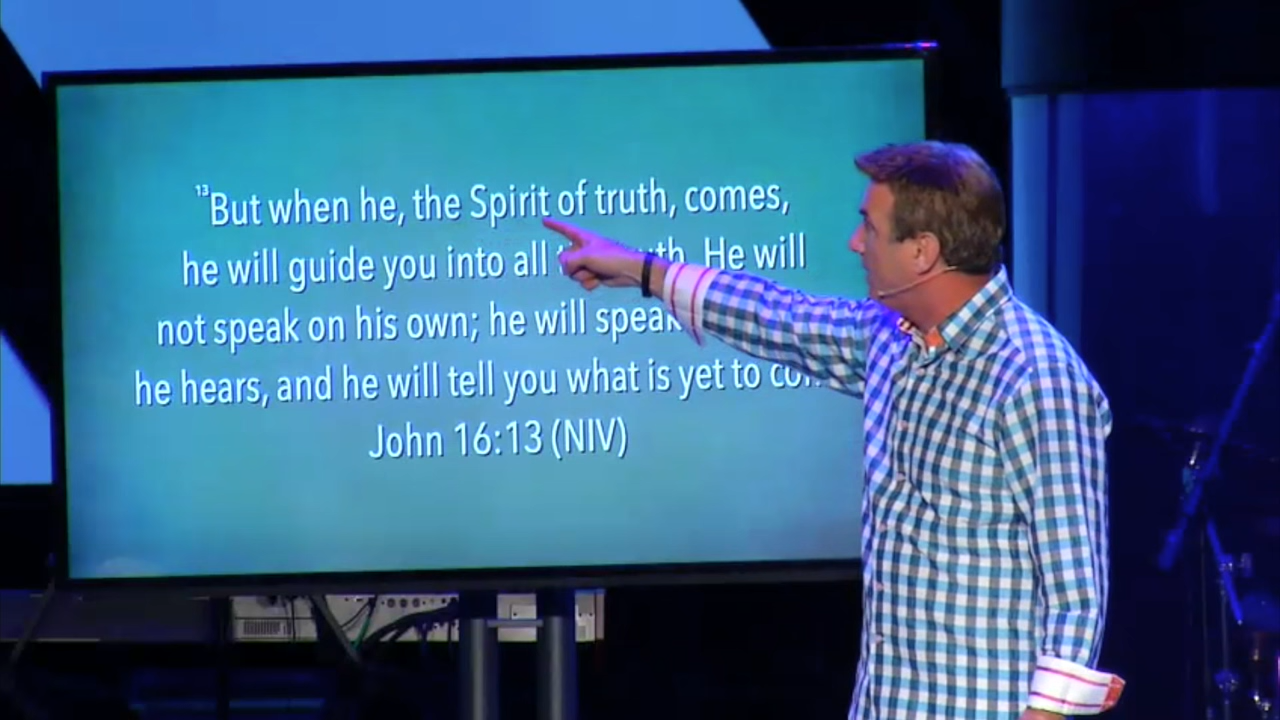 ¹³But when he, the Spirit of truth, comes,
he will guide you into all truth. He will
not speak on his own; he will speak
he hears, and he will tell you what is yet to
John 16:13 (NIV)